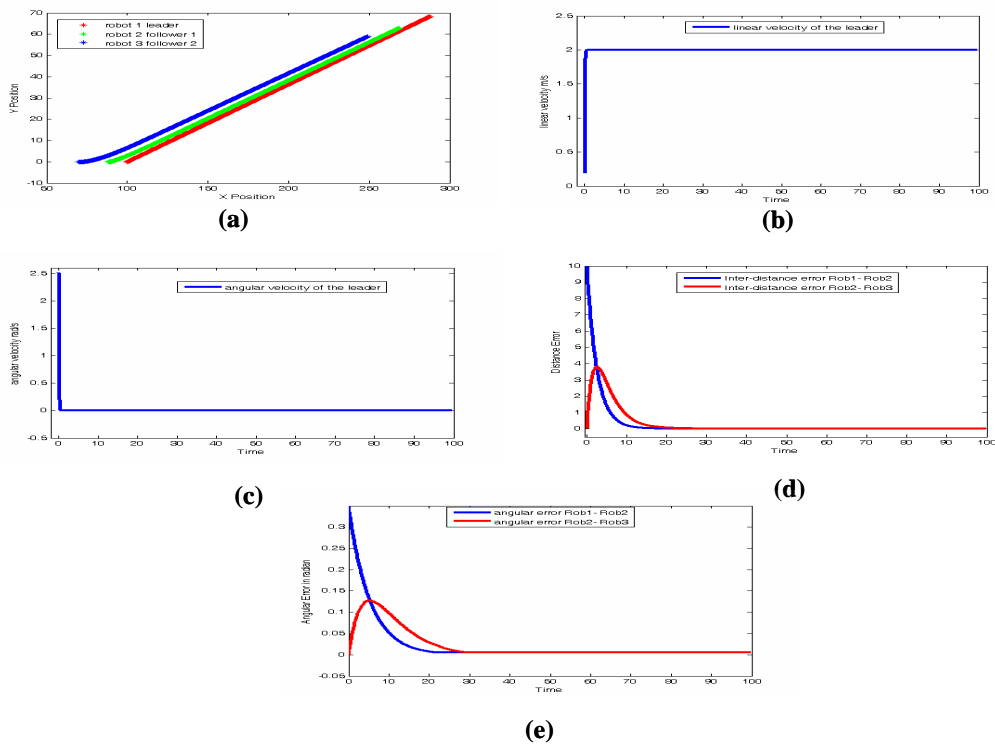 70
60
50
40
30
20
10
0
-10
Y Position
robot 1 leader
robot 2 follower 1
robot 3 follower 2
50 100 150 200 250 300
X Position
(a)
2.5
2
1.5
1
0.5
0
linear velocity m/s
linear velocity of the leader
0 10 20 30 40 50 60 70 80 90 100
Time
(b)
2.5
2
1.5
1
0.5
0
-0.5
angular velocity rad/s
angular velocity of the leader
0 10 20 30 40 50 60 70 80 90 100
Time
(c)
10
9
8
7
6
5
4
3
2
1
0
Distance Error
Inter-distance error Rob1-Rob2
Inter-distance error Rob2-Rob3
0 10 20 30 40 50 60 70 80 90 100
Time
(d)
0.3
0.25
0.2
0.15
0.1
0.05
0
-0.05
Angular Error in radian
angular error Rob1-Rob2
angular error Rob2-Rob3
0 10 20 30 40 50 60 70 80 90 100
Time
(e)